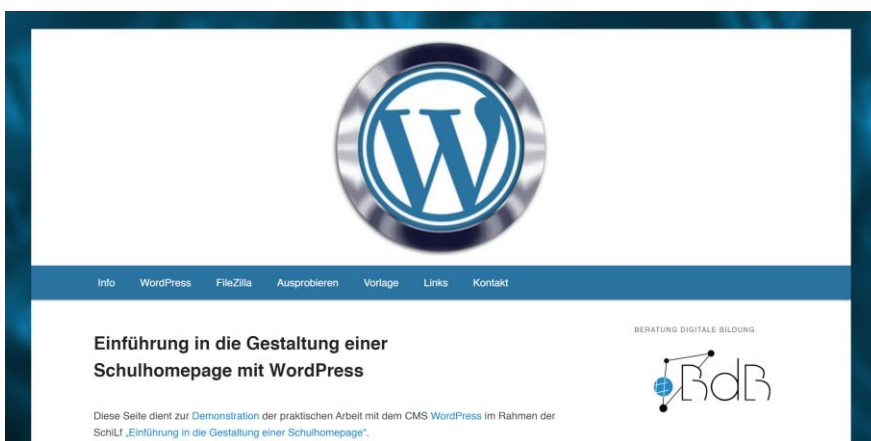 W
Info WordPress FileZilla Ausprobieren Vorlage Links Kontakt
Einführung in die Gestaltung einer
Schulhomepage mit WordPress
Diese Seite dient zur Demonstration der praktischen Arbeit mit dem CMS WordPress im Rahmen der
SchiLf „Einführung in die Gestaltung einer Schulhomepage“.
BERATUNG DIGITALE BILDUNG
BdB